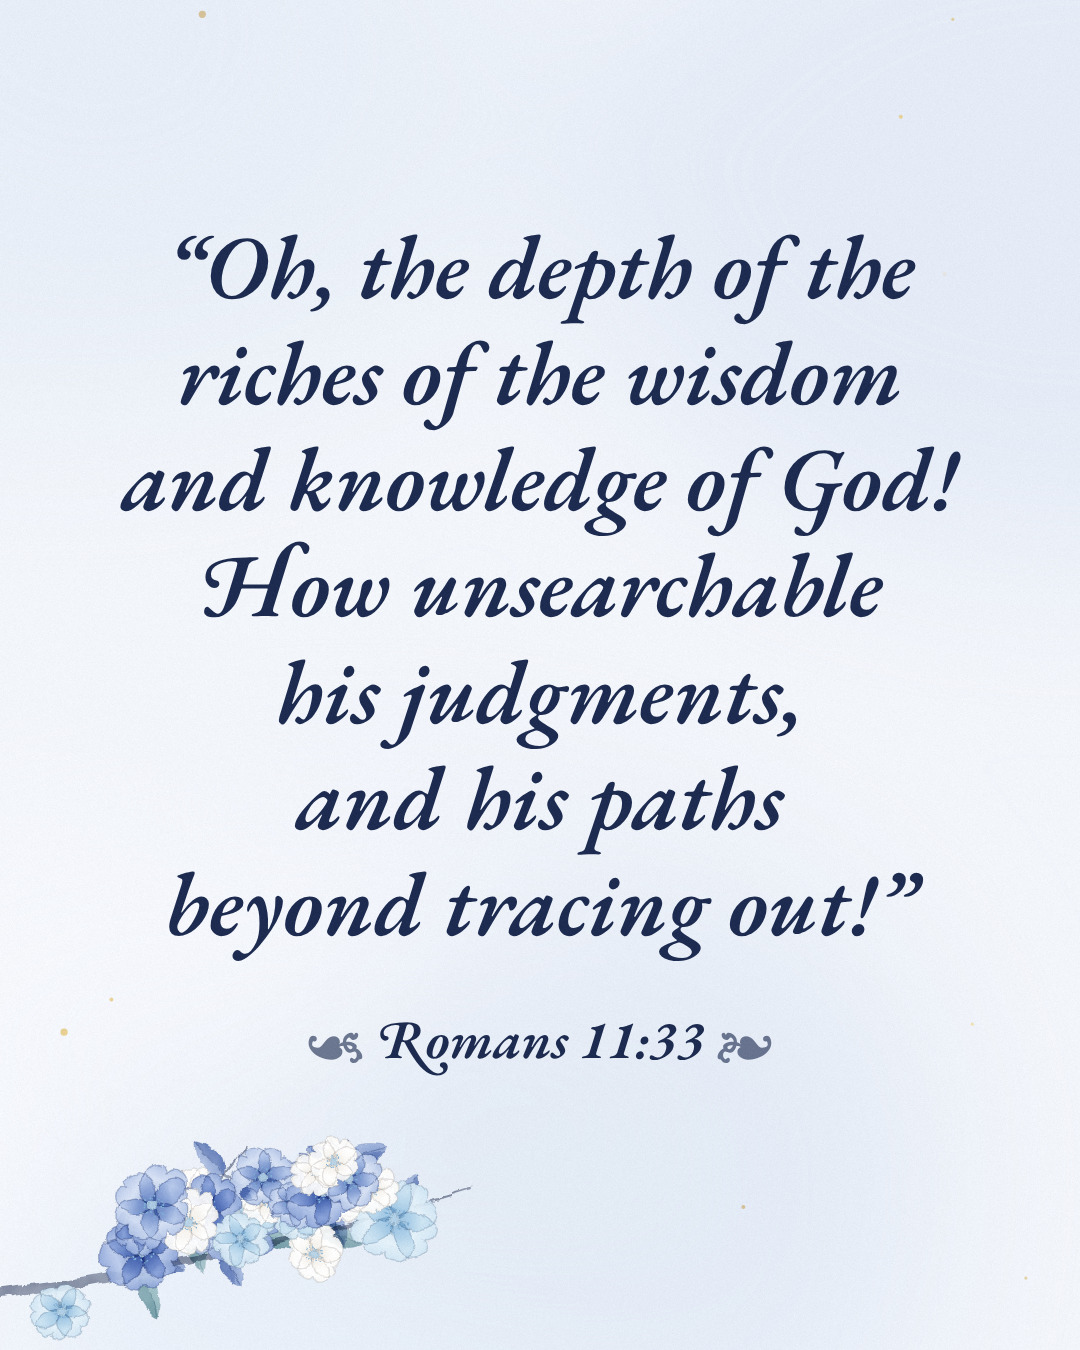 “Oh, the depth of the
riches of the wisdom
and knowledge of God!
How unsearchable
his judgments,
and his paths
beyond tracing out!”
Romans 11:33